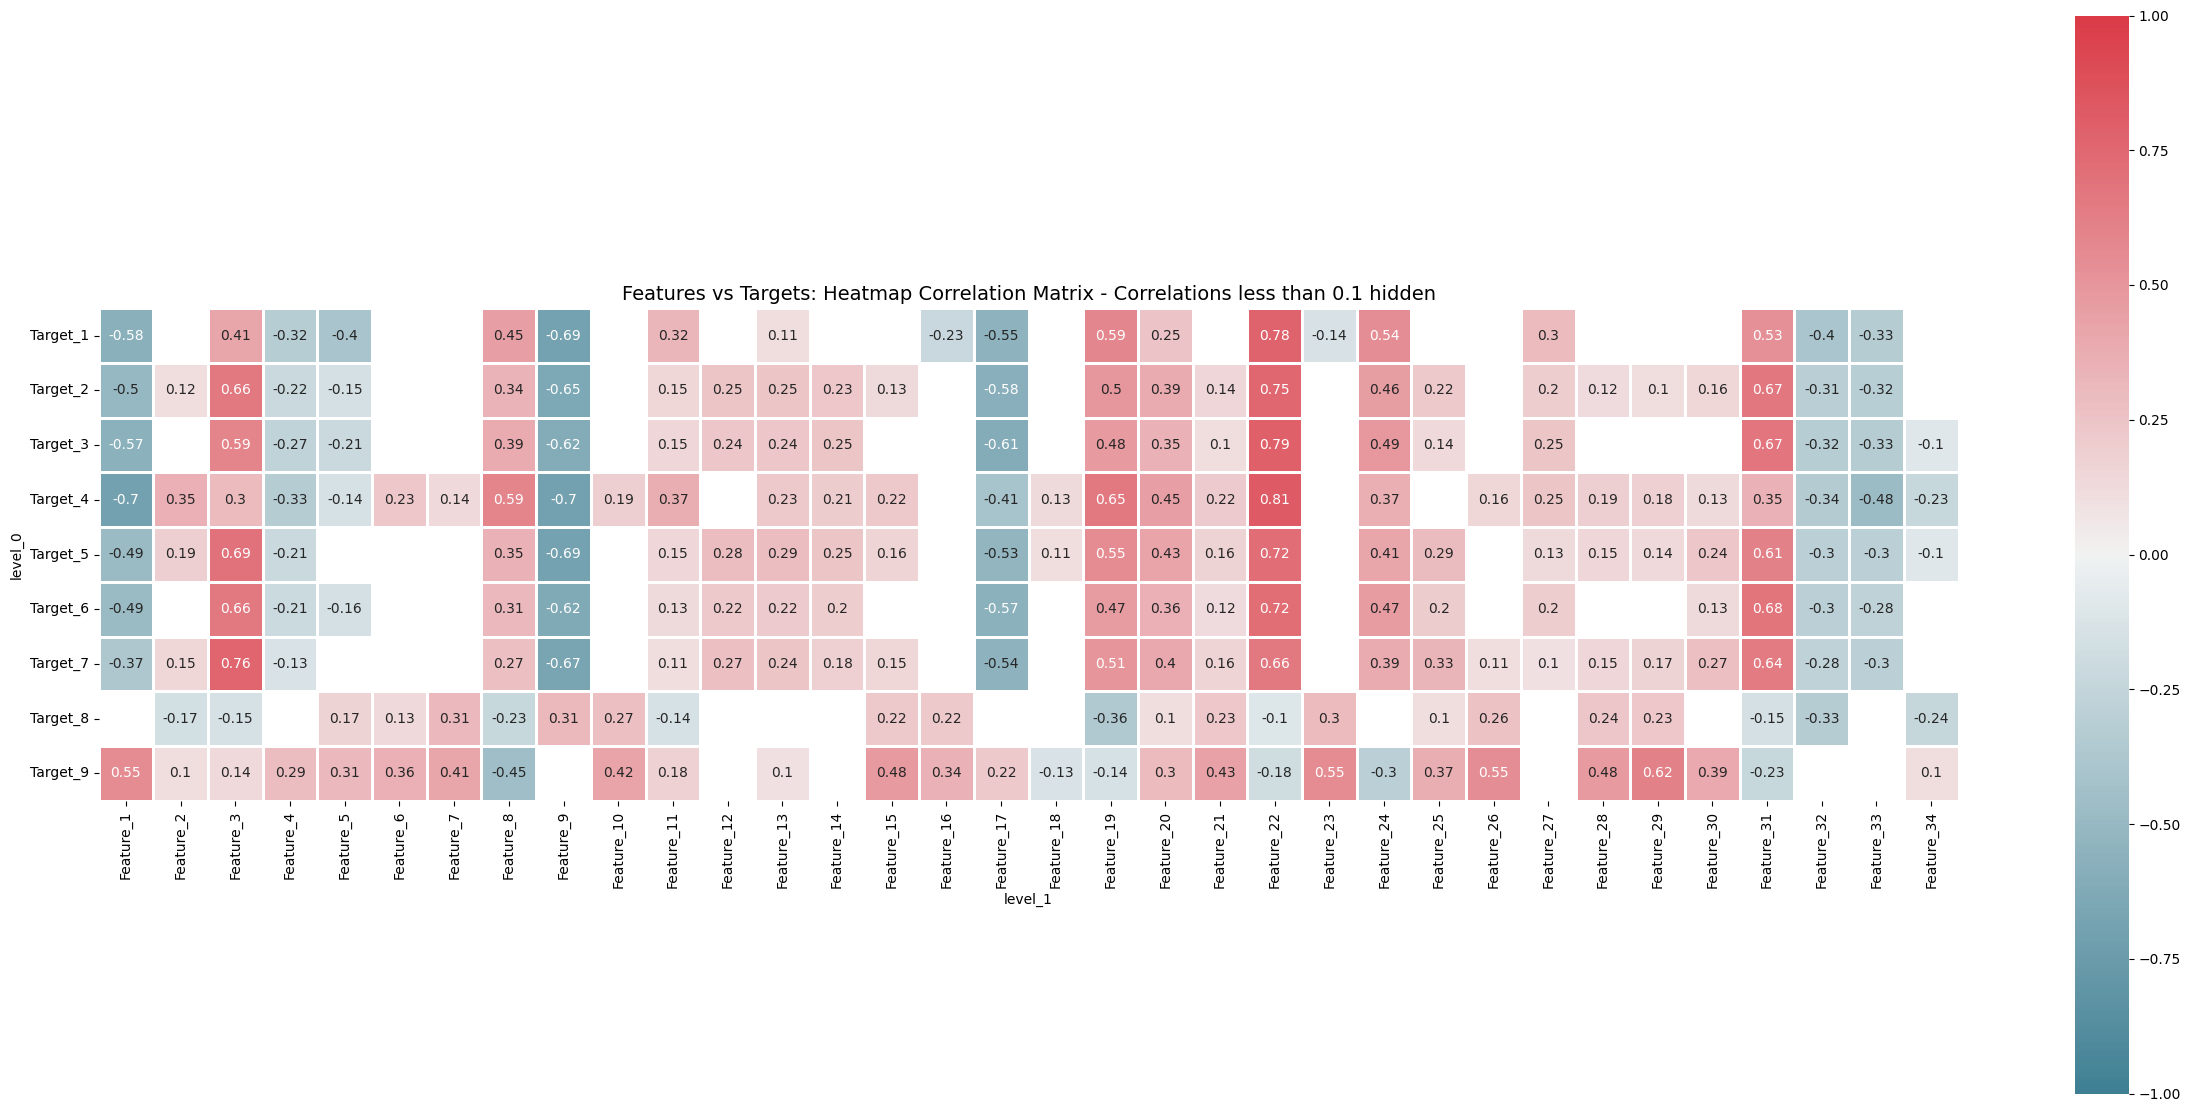 Features vs Targets: Heatmap Correlation Matrix - Correlations less than 0.1 hidden
level_0
Target_1 -0.58 0.41 -0.32 -0.4 0.45 -0.69 0.32 0.11 -0.23 -0.55 0.59 0.25 0.78 -0.14 0.54 0.3 0.53 -0.4 -0.33
Target_2 -0.5 0.12 0.66 -0.22 -0.15 0.34 -0.65 0.15 0.25 0.25 0.23 0.13 -0.58 0.5 0.39 0.14 0.75 0.46 0.22 0.2 0.12 0.1 0.16 0.67 -0.31 -0.32
Target_3 -0.57 0.59 -0.27 -0.21 0.39 -0.62 0.15 0.24 0.24 0.25 -0.61 0.48 0.35 0.1 0.79 0.49 0.14 0.25 0.67 -0.32 -0.33 -0.1
Target_4 -0.7 0.35 0.3 -0.33 -0.14 0.23 0.14 0.59 -0.7 0.19 0.37 0.23 0.21 0.22 -0.41 0.13 0.65 0.45 0.22 0.81 0.37 0.16 0.25 0.19 0.18 0.13 0.35 -0.34 -0.48 -0.23
Target_5 -0.49 0.19 0.69 -0.21 0.35 -0.69 0.15 0.28 0.29 0.25 0.16 -0.53 0.11 0.55 0.43 0.16 0.72 0.41 0.29 0.13 0.15 0.14 0.24 0.61 -0.3 -0.3 -0.1
Target_6 -0.49 0.66 -0.21 -0.16 0.31 -0.62 0.13 0.22 0.22 0.2 -0.57 0.47 0.36 0.12 0.72 0.47 0.2 0.2 0.13 0.68 -0.3 -0.28
Target_7 -0.37 0.15 0.76 -0.13 0.27 -0.67 0.11 0.27 0.24 0.18 0.15 -0.54 0.51 0.4 0.16 0.66 0.39 0.33 0.11 0.1 0.15 0.17 0.27 0.64 -0.28 -0.3
Target_8 -0.17 -0.15 0.17 0.13 0.31 -0.23 0.31 0.27 -0.14 0.22 0.22 -0.36 0.1 0.23 -0.1 0.3 0.1 0.26 0.24 0.23 -0.15 -0.33 -0.24
Target_9 0.55 0.1 0.14 0.29 0.31 0.36 0.41 -0.45 0.42 0.18 0.1 0.48 0.34 0.22 -0.13 -0.14 0.3 0.43 -0.18 0.55 -0.3 0.37 0.55 0.48 0.62 0.39 -0.23 0.1
Feature_1 Feature_2 Feature_3 Feature_4 Feature_5 Feature_6 Feature_7 Feature_8 Feature_9 Feature_10 Feature_11 Feature_12 Feature_13 Feature_14 Feature_15 Feature_16 Feature_17 Feature_18 Feature_19 Feature_20 Feature_21 Feature_22 Feature_23 Feature_24 Feature_25 Feature_26 Feature_27 Feature_28 Feature_29 Feature_30 Feature_31 Feature_32 Feature_33 Feature_34
level_1
1.00
0.75
0.50
0.25
0.00
−0.25
−0.50
−0.75
−1.00